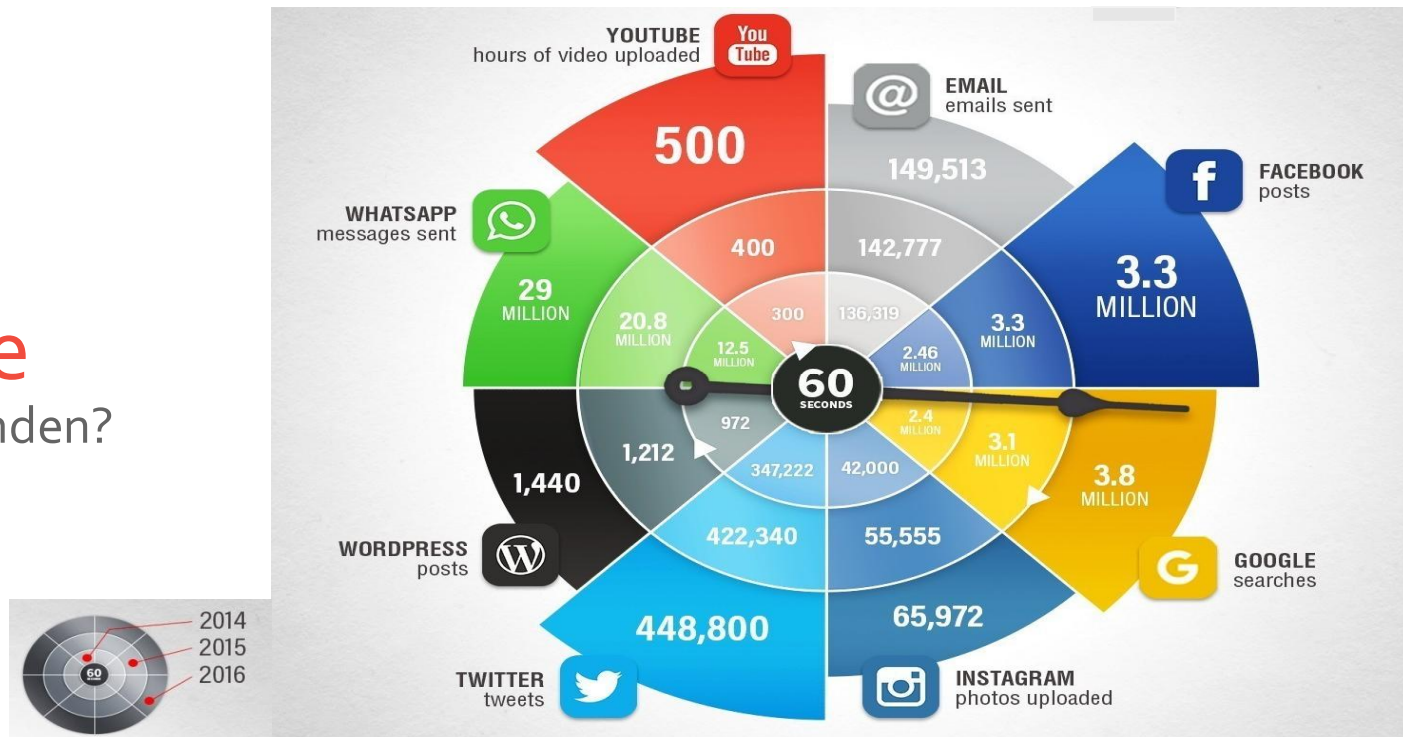 YOUTUBE
hours of video uploaded
You
Tube
@
EMAIL
emails sent
500
149,513
f
FACEBOOK
posts
WHATSAPP
messages sent
400
142,777
3.3
MILLION
29
MILLION
20.8
MILLION
300
136,319
3.3
MILLION
12.5
MILLION
2.46
MILLION
e
60
SECONDS
nden?
972
2.4
MILLION
1,212
3.1
MILLION
1,440
347,222
42,000
3.8
MILLION
422,340
55,555
WORDPRESS
posts
W
G
GOOGLE
searches
448,800
65,972
2014
2015
2016
60
TWITTER
tweets
INSTAGRAM
photos uploaded